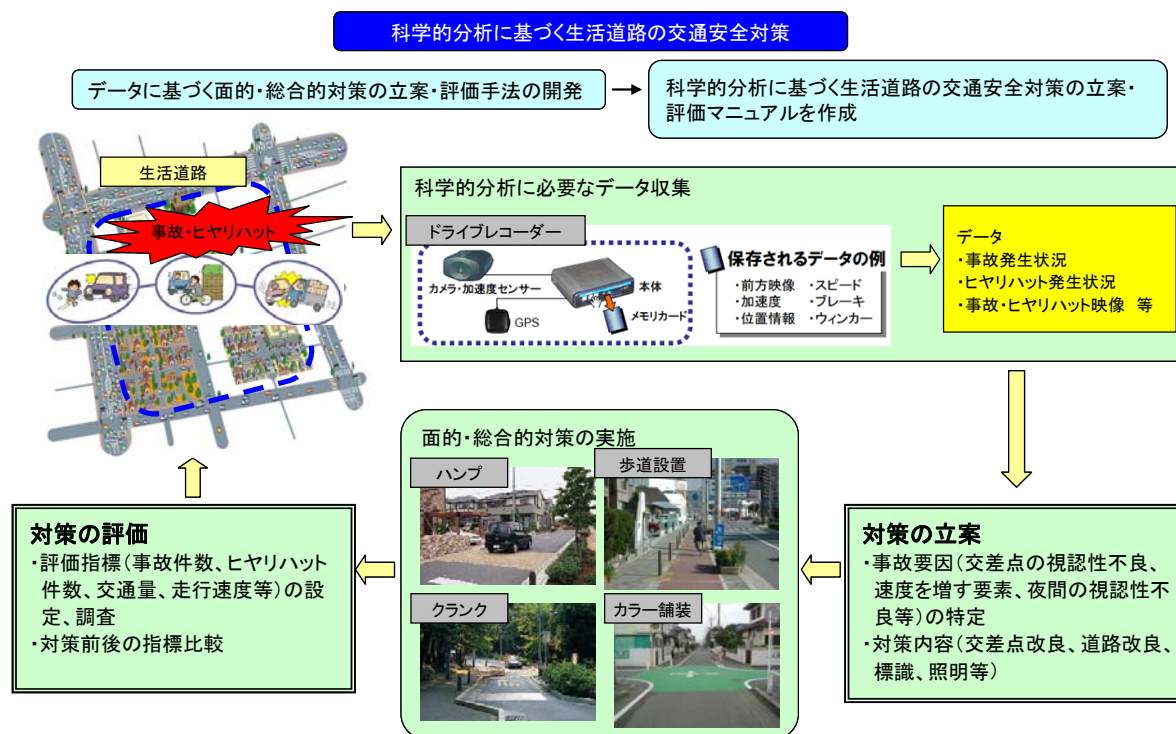 科学的分析に基づく生活道路の交通安全対策
データに基づく面的・総合的対策の立案・評価手法の開発
科学的分析に基づく生活道路の交通安全対策の立案・
評価マニュアルを作成
生活道路
事故・ヒヤリハット
科学的分析に必要なデータ収集
ドライブレコーダー
カメラ・加速度センサー
本体
GPS
メモリカード
保存されるデータの例
・前方映像 ・スピード
・加速度 ・ブレーキ
・位置情報 ・ウィンカー
データ
・事故発生状況
・ヒヤリハット発生状況
・事故・ヒヤリハット映像 等
対策の立案
・事故要因(交差点の視認性不良、
速度を増す要素、夜間の視認性不
良等)の特定
・対策内容(交差点改良、道路改良、
標識、照明等)
面的・総合的対策の実施
ハンプ
歩道設置
クランク
カラー舗装
対策の評価
・評価指標(事故件数、ヒヤリハット
件数、交通量、走行速度等)の設
定、調査
・対策前後の指標比較